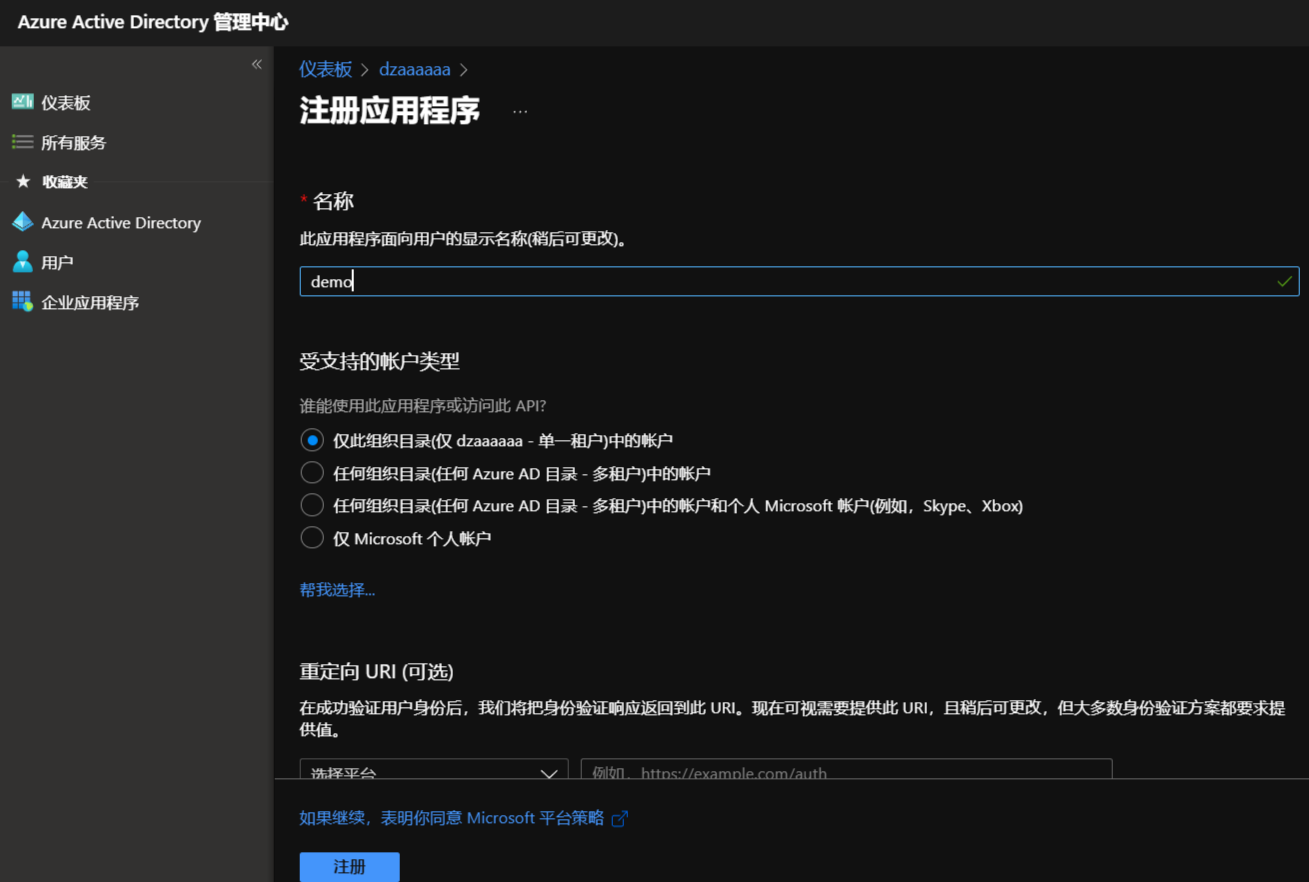 Azure Active Directory 管理中心
«
仪表板
所有服务
收藏夹
Azure Active Directory
用户
企业应用程序
仪表板 > dzaaaaaa >
注册应用程序 ...
* 名称
此应用程序面向用户的显示名称(稍后可更改)。
demo
受支持的帐户类型
谁能使用此应用程序或访问此 API?
仅此组织目录(仅 dzaaaaaa - 单一租户)中的帐户
任何组织目录(任何 Azure AD 目录 - 多租户)中的帐户
任何组织目录(任何 Azure AD 目录 - 多租户)中的帐户和个人 Microsoft 帐户(例如，Skype、Xbox)
仅 Microsoft 个人帐户
帮我选择...
重定向 URI (可选)
在成功验证用户身份后，我们将把身份验证响应返回到此 URI。现在可视需要提供此 URI，且稍后可更改，但大多数身份验证方案都要求提
供值。
选择平台
例如，https://example.com/auth
如果继续，表明你同意 Microsoft 平台策略
注册